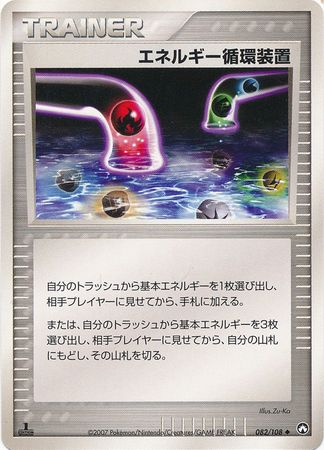 TRAINER
エネルギー循環装置
自分のトラッシュから基本エネルギーを1枚選び出し、
相手プレイヤーに見せてから、手札に加える。
または、自分のトラッシュから基本エネルギーを3枚
選び出し、相手プレイヤーに見せてから、自分の山札
にもどし、その山札を切る。
Illus.Zu-Ka
1
EDITION
©2007 Pokémon/Nintendo/Creatures/GAME FREAK.
082/108